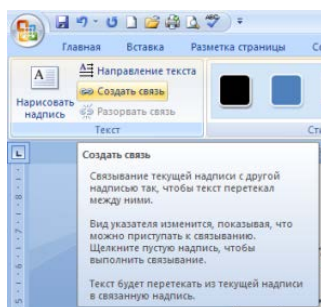 Главная Вставка Разметка страницы
Нарисовать надпись
Направление текста
Создать связь
Разорвать связь
Текст
Создать связь
Связывание текущей надписи с другой
надписью так, чтобы текст перетекал
между ними.
Вид указателя изменится, показывая, что
можно приступать к связыванию.
Щелкните пустую надпись, чтобы
выполнить связывание.
Текст будет перетекать из текущей надписи
в связанную надпись.